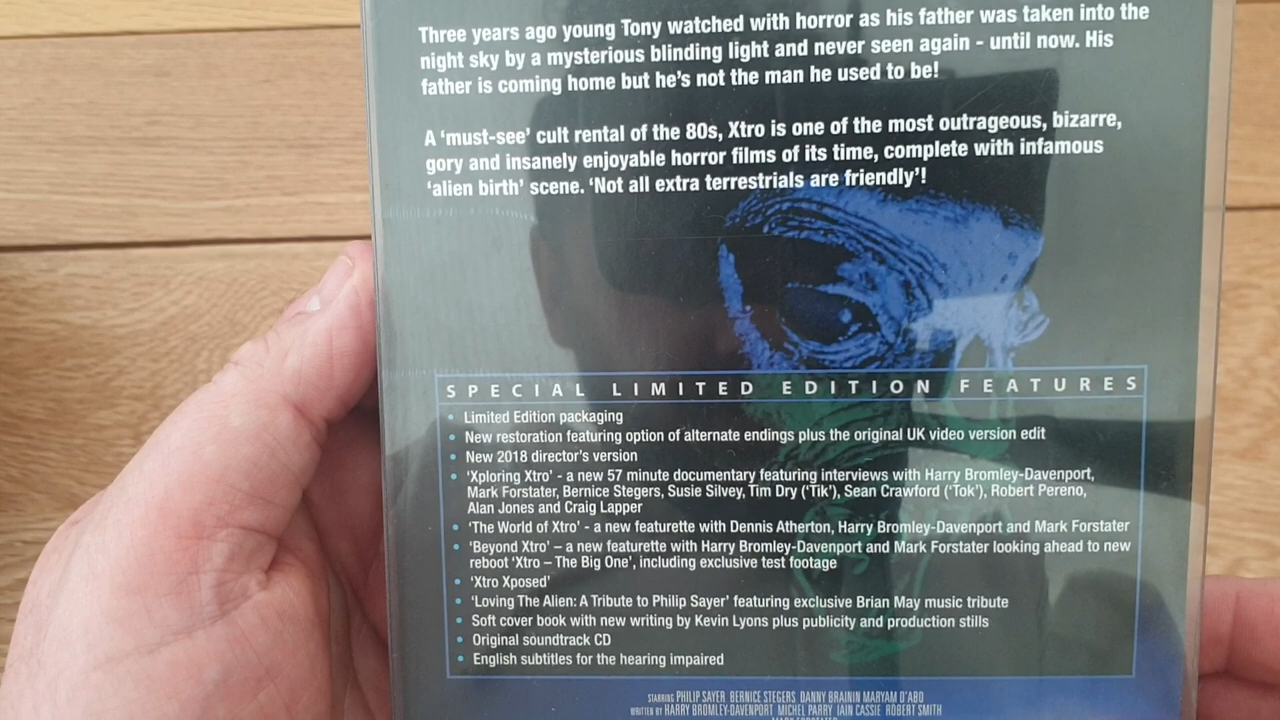 Three years ago young Tony watched with horror as his father was taken into the
night sky by a mysterious blinding light and never seen again - until now. His
father is coming home but he's not the man he used to be!
A 'must-see' cult rental of the 80s, Xtro is one of the most outrageous, bizarre,
gory and insanely enjoyable horror films of its time, complete with infamous
'alien birth' scene. 'Not all extra terrestrials are friendly'!
SPECIAL LIMITED EDITION FEATURES
• Limited Edition packaging
• New restoration featuring option of alternate endings plus the original UK video version edit
• New 2018 director's version
• 'Xploring Xtro' - a new 57 minute documentary featuring interviews with Harry Bromley-Davenport,
Mark Forstater, Bernice Stegers, Susie Silvey, Tim Dry ('Tik'), Sean Crawford ('Tok'), Robert Pereno,
Alan Jones and Craig Lapper
• 'The World of Xtro' - a new featurette with Dennis Atherton, Harry Bromley-Davenport and Mark Forstater
• 'Beyond Xtro' – a new featurette with Harry Bromley-Davenport and Mark Forstater looking ahead to new
reboot 'Xtro – The Big One', including exclusive test footage
• 'Xtro Xposed'
• 'Loving The Alien: A Tribute to Philip Sayer' featuring exclusive Brian May music tribute
• Soft cover book with new writing by Kevin Lyons plus publicity and production stills
• Original soundtrack CD
• English subtitles for the hearing impaired
STARRING PHILIP SAYER BERNICE STEGERS DANNY BRAININ MARYAM D'ABO
WRITTEN BY HARRY BROMLEY-DAVENPORT MICHEL PARRY IAIN CASSIE ROBERT SMITH